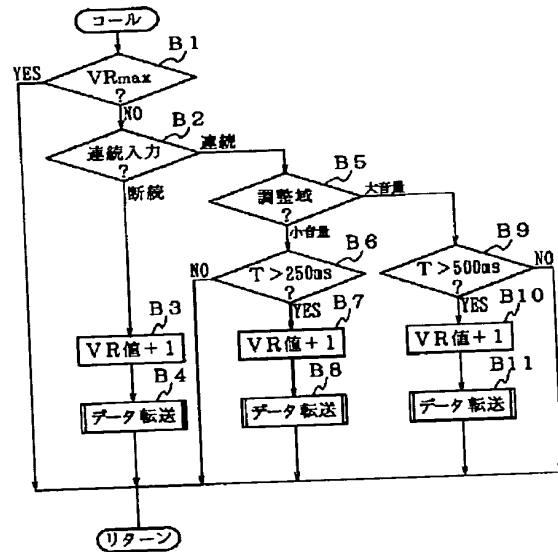 コール
B1
YES
VRmax
?
NO
B2
連続入力
?
連続
断続
B5
調整域
?
大音量
小音量
B6
NO
T>250ms
?
YES
B9
T>500ms
?
NO
YES
B3
VR値+1
B7
VR値+1
B10
VR値+1
B4
データ転送
B8
データ転送
B11
データ転送
リターン